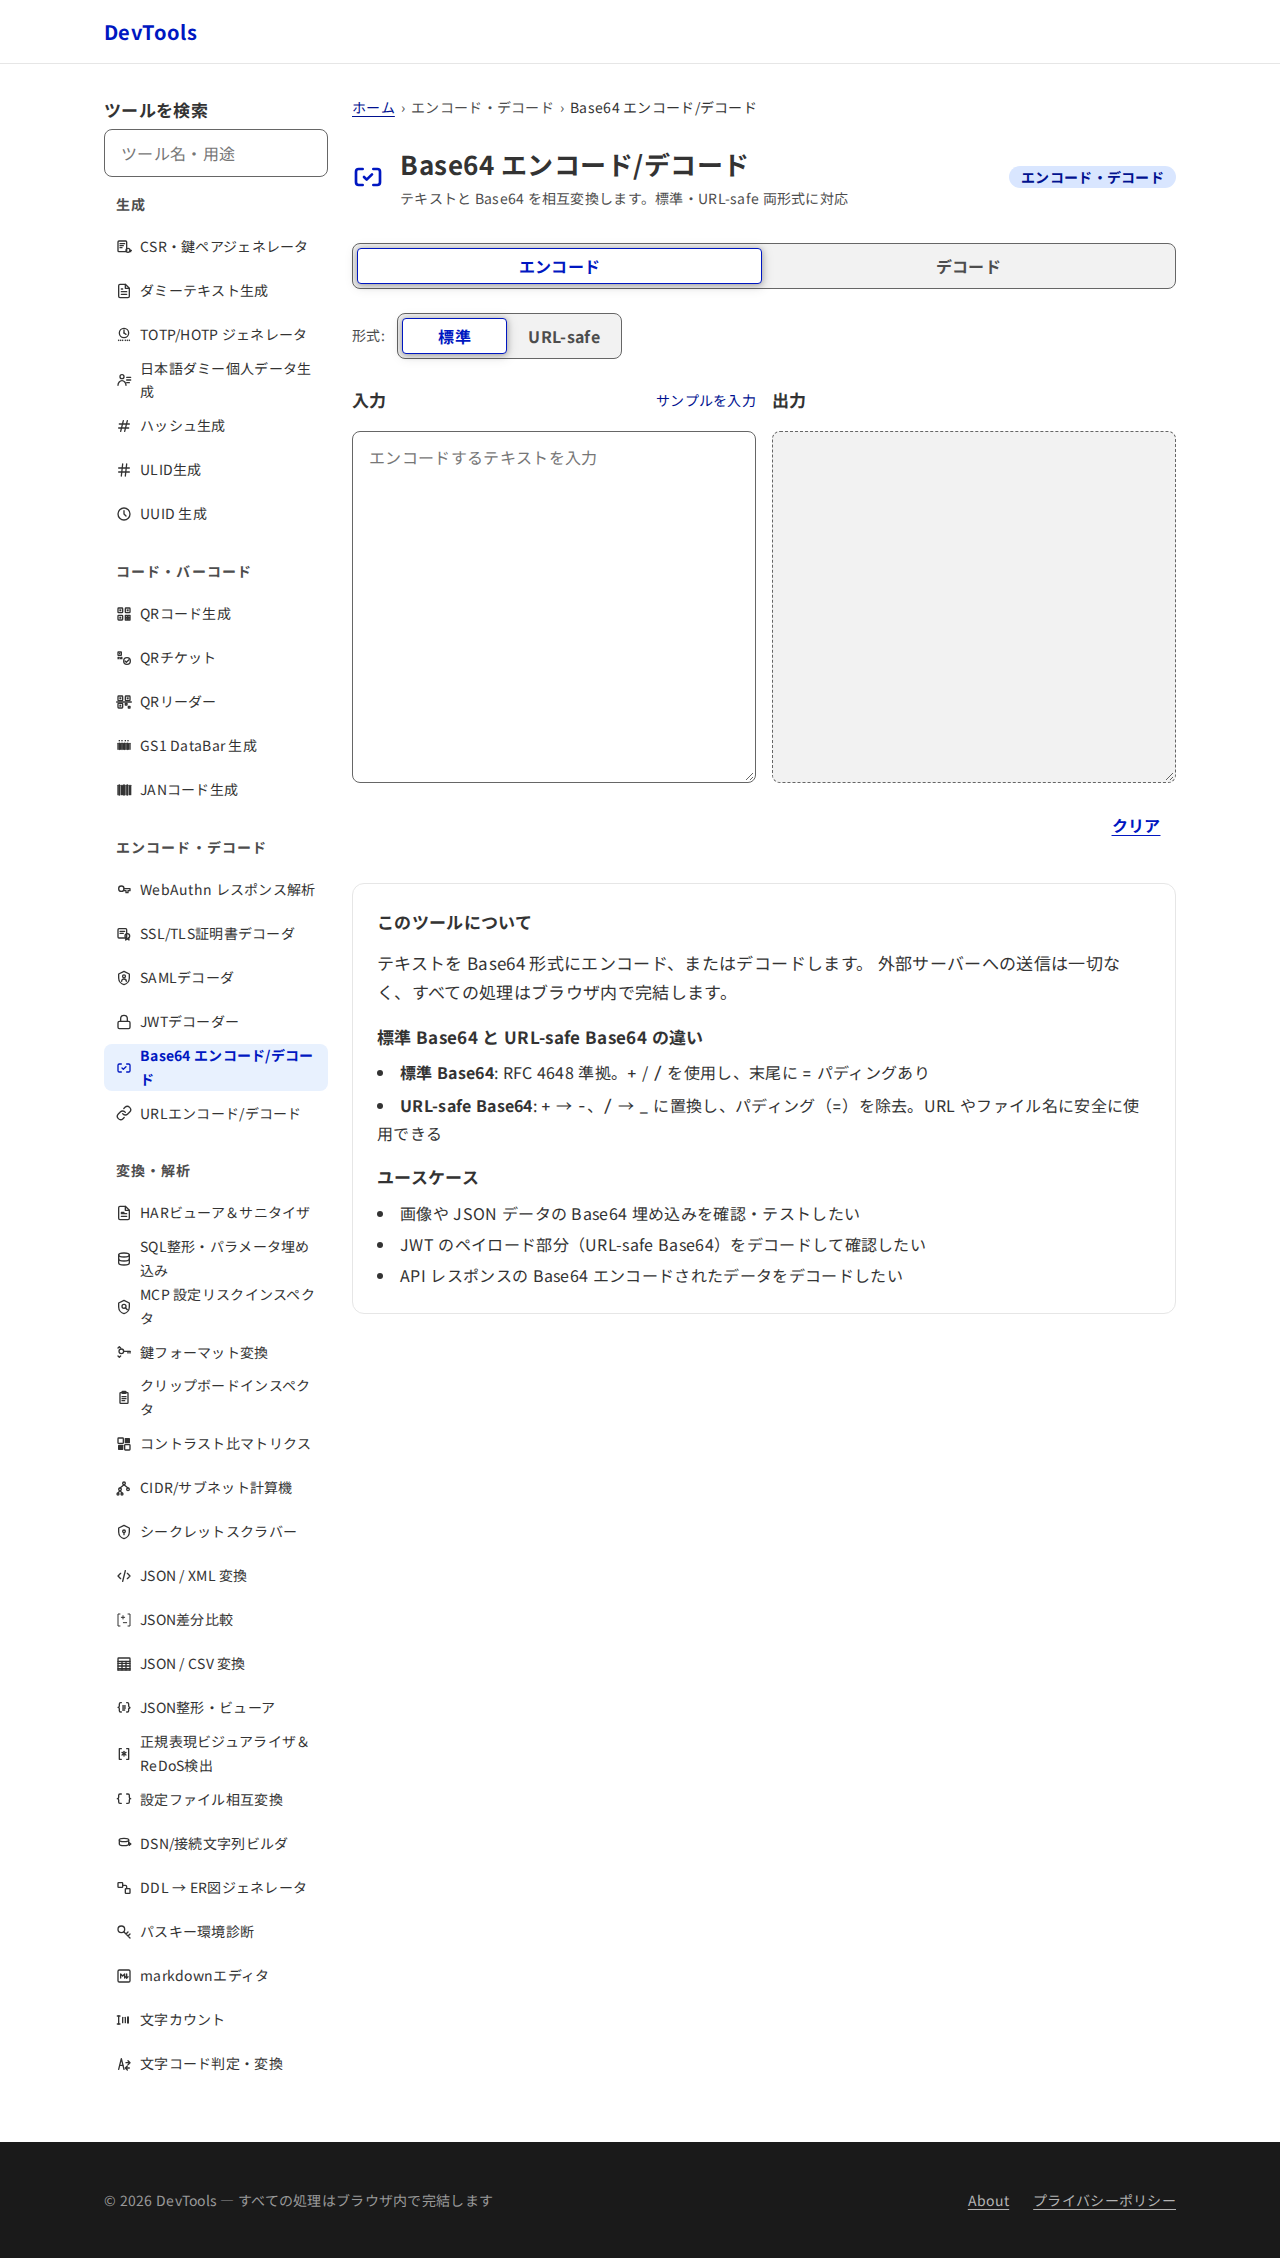 DevTools
ツールを検索
ツール名・用途
生成
CSR・鍵ペアジェネレータ
ダミーテキスト生成
TOTP/HOTP ジェネレータ
日本語ダミー個人データ生
成
ハッシュ生成
ULID生成
UUID 生成
コード・バーコード
QRコード生成
QRチケット
QRリーダー
GS1 DataBar 生成
JANコード生成
エンコード・デコード
WebAuthn レスポンス解析
SSL/TLS証明書デコーダ
SAMLデコーダ
JWTデコーダー
Base64 エンコード/デコー
ド
URLエンコード/デコード
変換・解析
HARビューア＆サニタイザ
SQL整形・パラメータ埋め
込み
MCP 設定リスクインスペク
タ
鍵フォーマット変換
クリップボードインスペク
タ
コントラスト比マトリクス
CIDR/サブネット計算機
シークレットスクラバー
JSON / XML 変換
JSON差分比較
JSON / CSV 変換
JSON整形・ビューア
正規表現ビジュアライザ＆
ReDoS検出
設定ファイル相互変換
DSN/接続文字列ビルダ
DDL → ER図ジェネレータ
パスキー環境診断
markdownエディタ
文字カウント
文字コード判定・変換
ホーム › エンコード・デコード › Base64 エンコード/デコード
Base64 エンコード/デコード
テキストと Base64 を相互変換します。標準・URL-safe 両形式に対応
エンコード・デコード
エンコード
デコード
形式:
標準
URL-safe
入力
サンプルを入力
出力
エンコードするテキストを入力
クリア
このツールについて
テキストを Base64 形式にエンコード、またはデコードします。 外部サーバーへの送信は一切な
く、すべての処理はブラウザ内で完結します。
標準 Base64 と URL-safe Base64 の違い
• 標準 Base64: RFC 4648 準拠。+ / / を使用し、末尾に = パディングあり
• URL-safe Base64: + → -、/ → _ に置換し、パディング（=）を除去。URL やファイル名に安全に使
用できる
ユースケース
• 画像や JSON データの Base64 埋め込みを確認・テストしたい
• JWT のペイロード部分（URL-safe Base64）をデコードして確認したい
• API レスポンスの Base64 エンコードされたデータをデコードしたい
© 2026 DevTools — すべての処理はブラウザ内で完結します
About
プライバシーポリシー